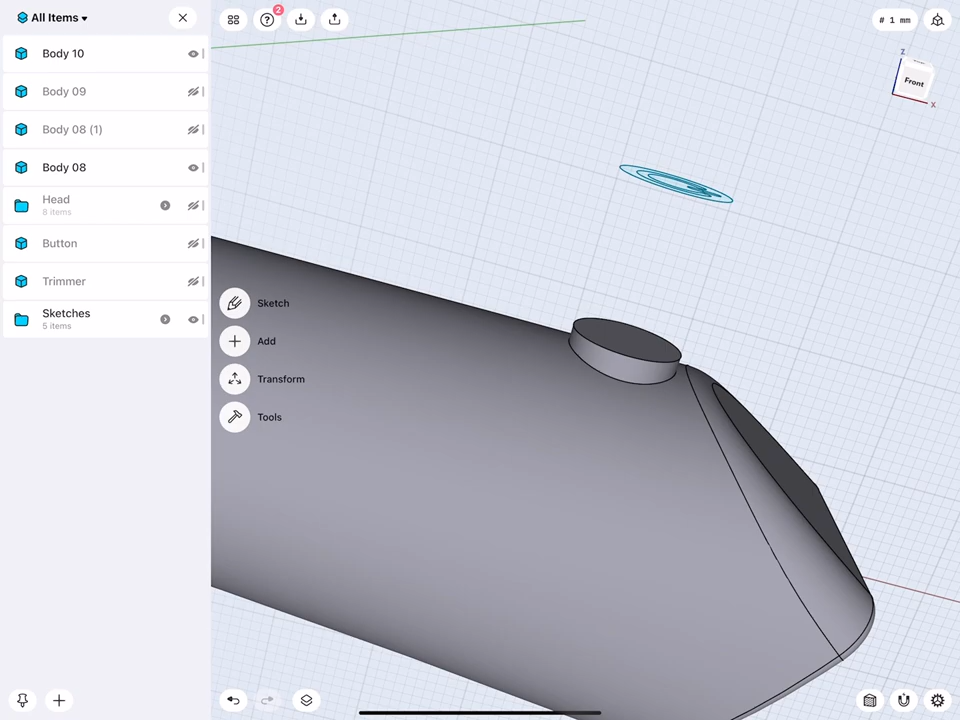 All Items
2
# 1 mm
Z
Front
X
Body 10
Body 09
Body 08 (1)
Body 08
Head
8 items
Button
Trimmer
Sketches
5 items
Sketch
Add
Transform
Tools